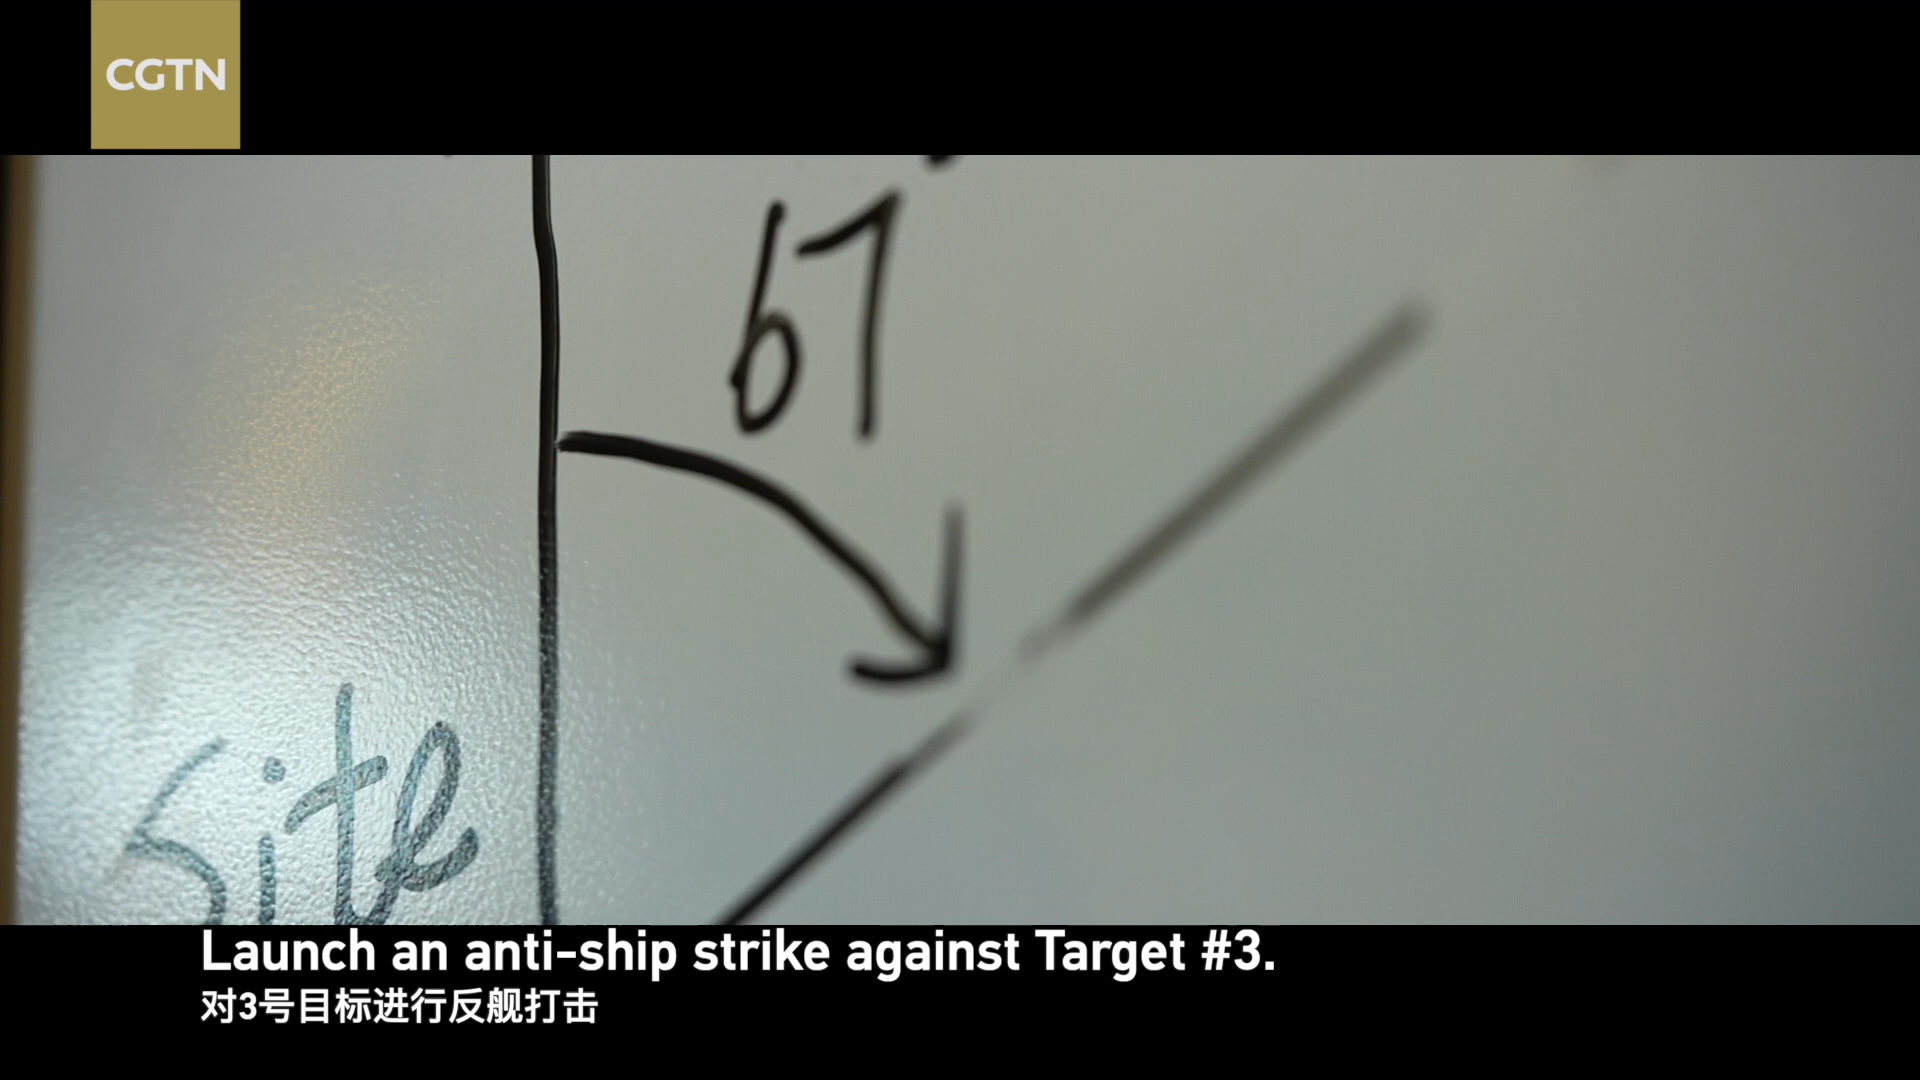 CGTN
67
Site
Launch an anti-ship strike against Target #3.
对3号目标进行反舰打击